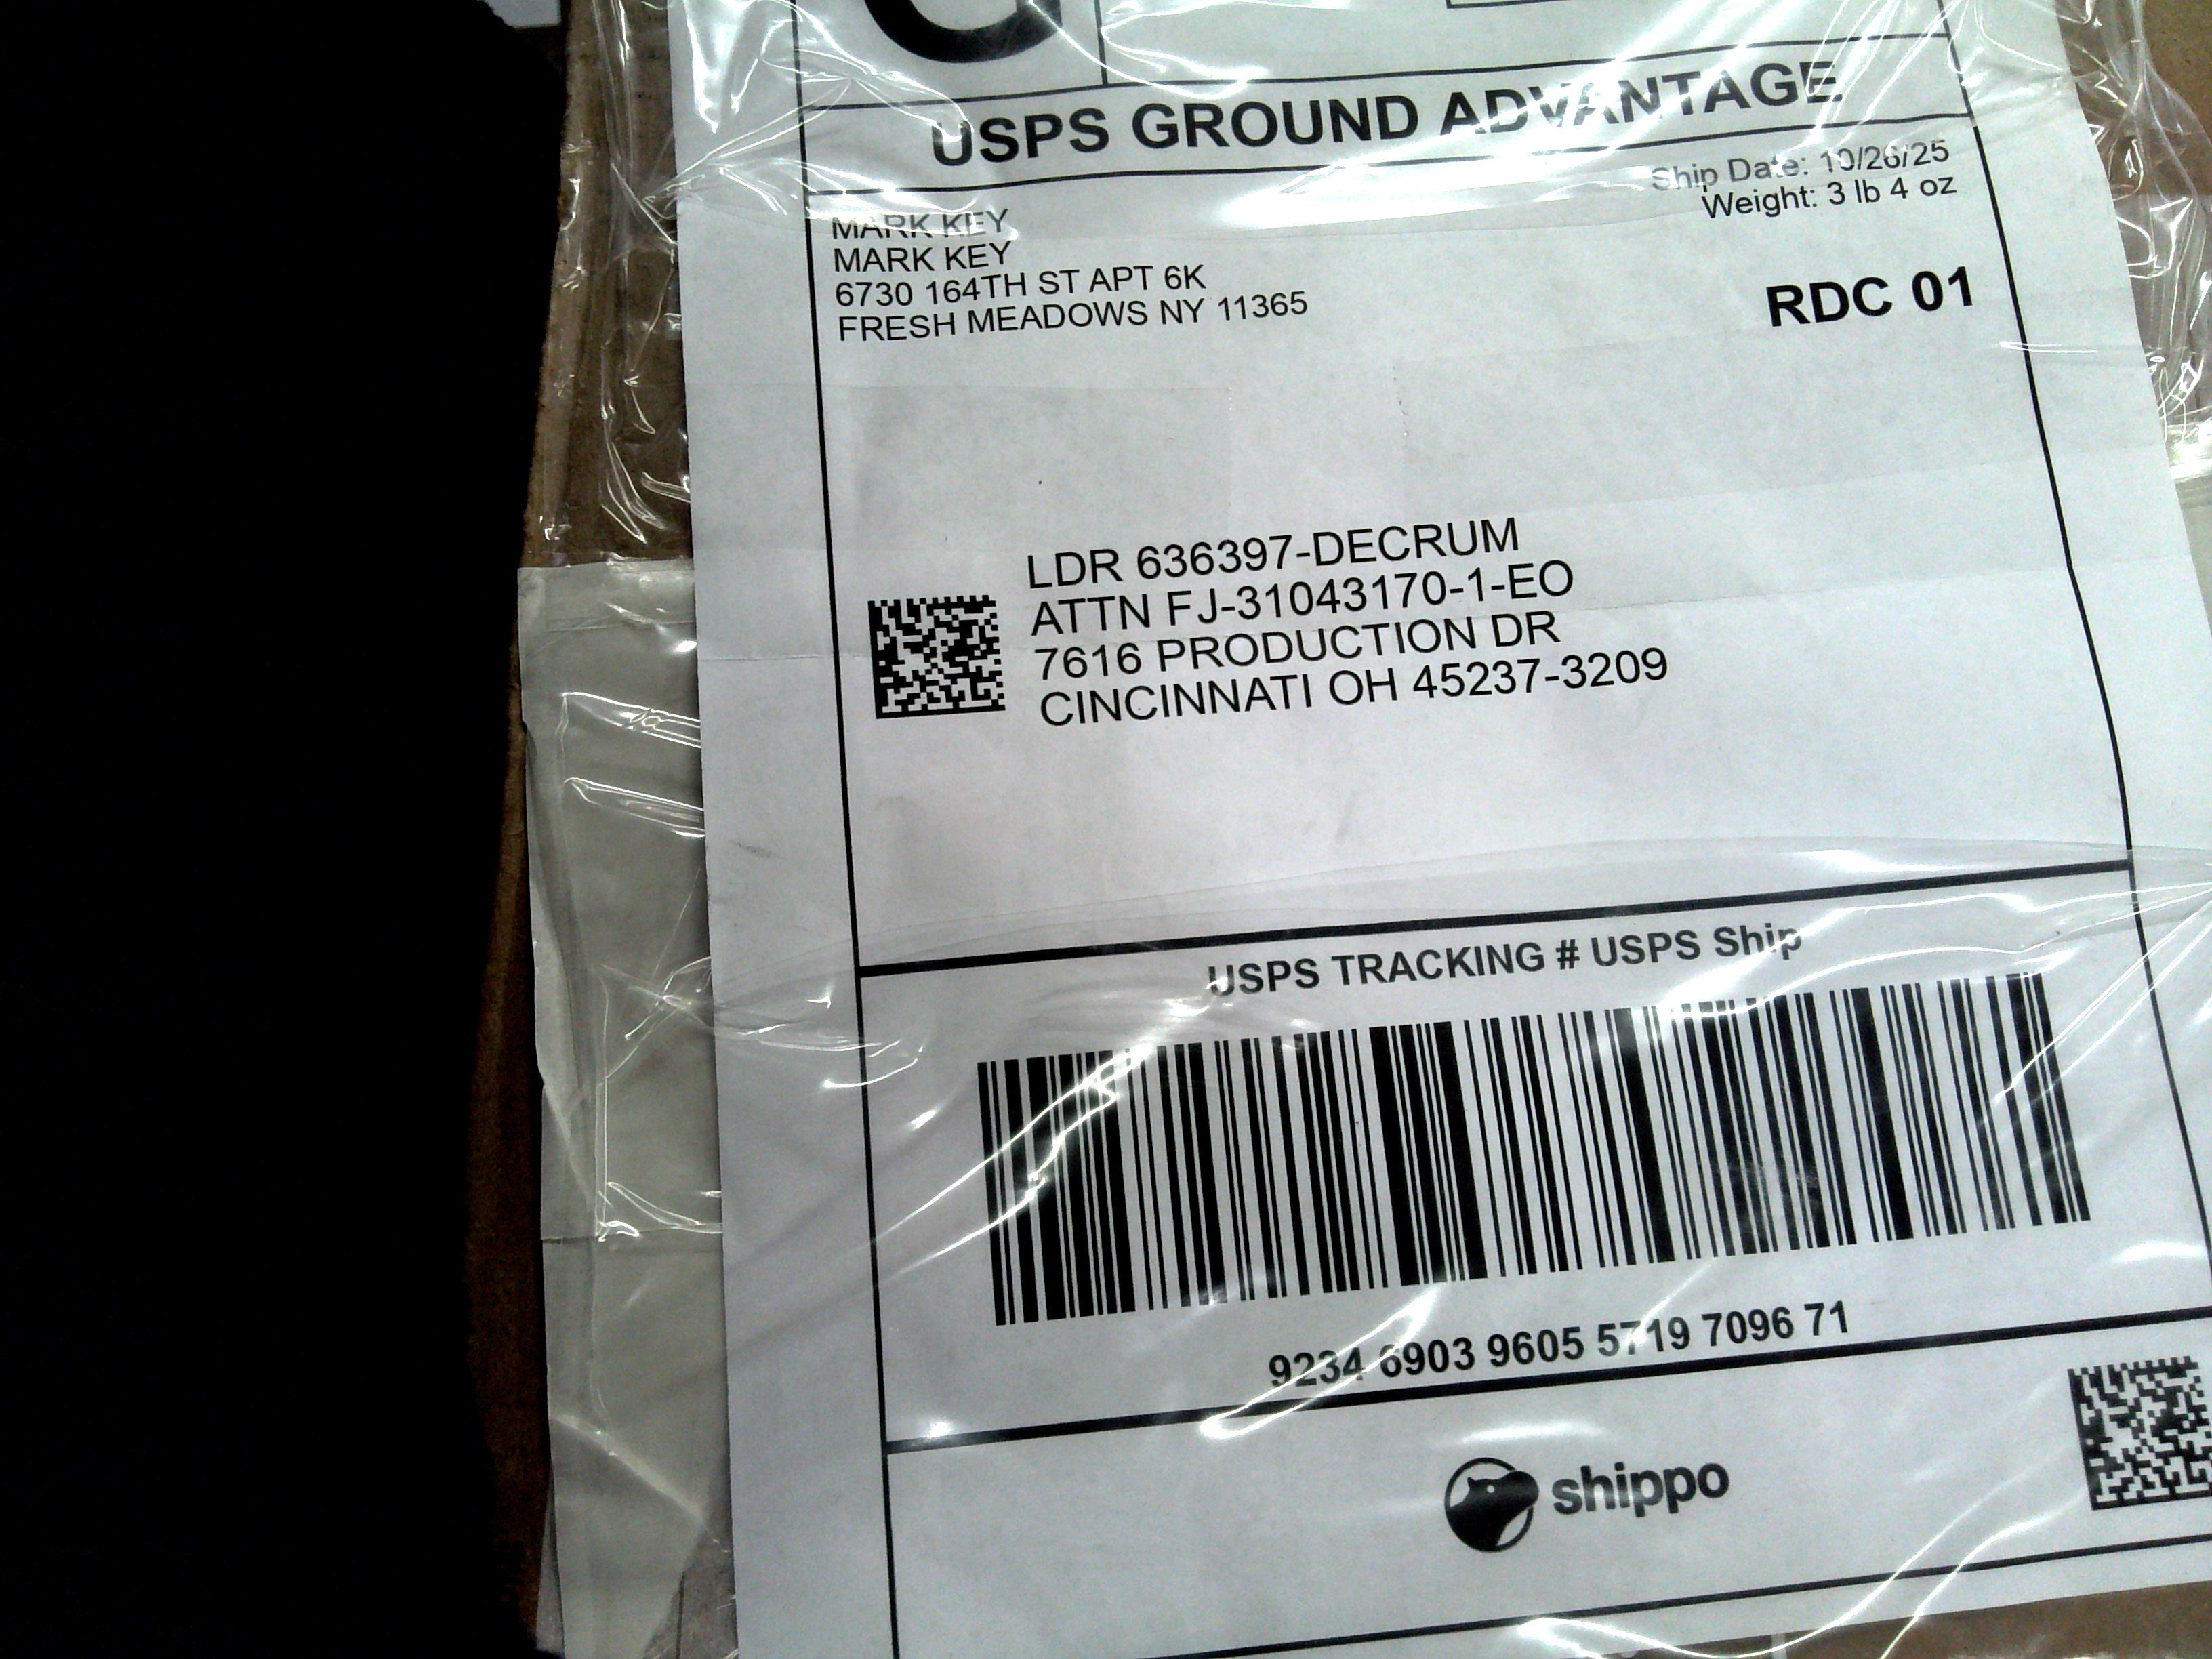 USPS GROUND ADVANTAGE
Ship Date: 10/26/25
Weight: 3 lb 4 oz
MARK KEY
MARK KEY
6730 164TH ST APT 6K
FRESH MEADOWS NY 11365
RDC 01
LDR 636397-DECRUM
ATTN FJ-31043170-1-EO
7616 PRODUCTION DR
CINCINNATI OH 45237-3209
USPS TRACKING # USPS Ship
9234 6903 9605 5719 7096 71
shippo